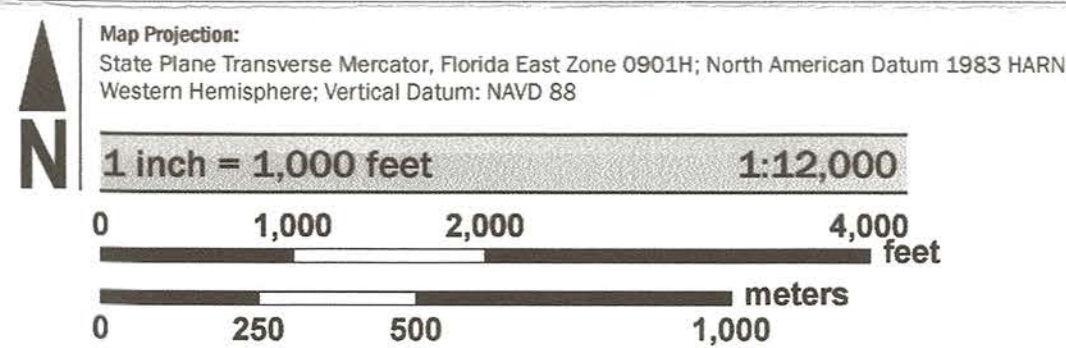 Map Projection:
State Plane Transverse Mercator, Florida East Zone 0901H; North American Datum 1983 HARN
Western Hemisphere; Vertical Datum: NAVD 88
N
1 inch = 1,000 feet 1:12,000
0 1,000 2,000 4,000
feet
meters
0 250 500 1,000